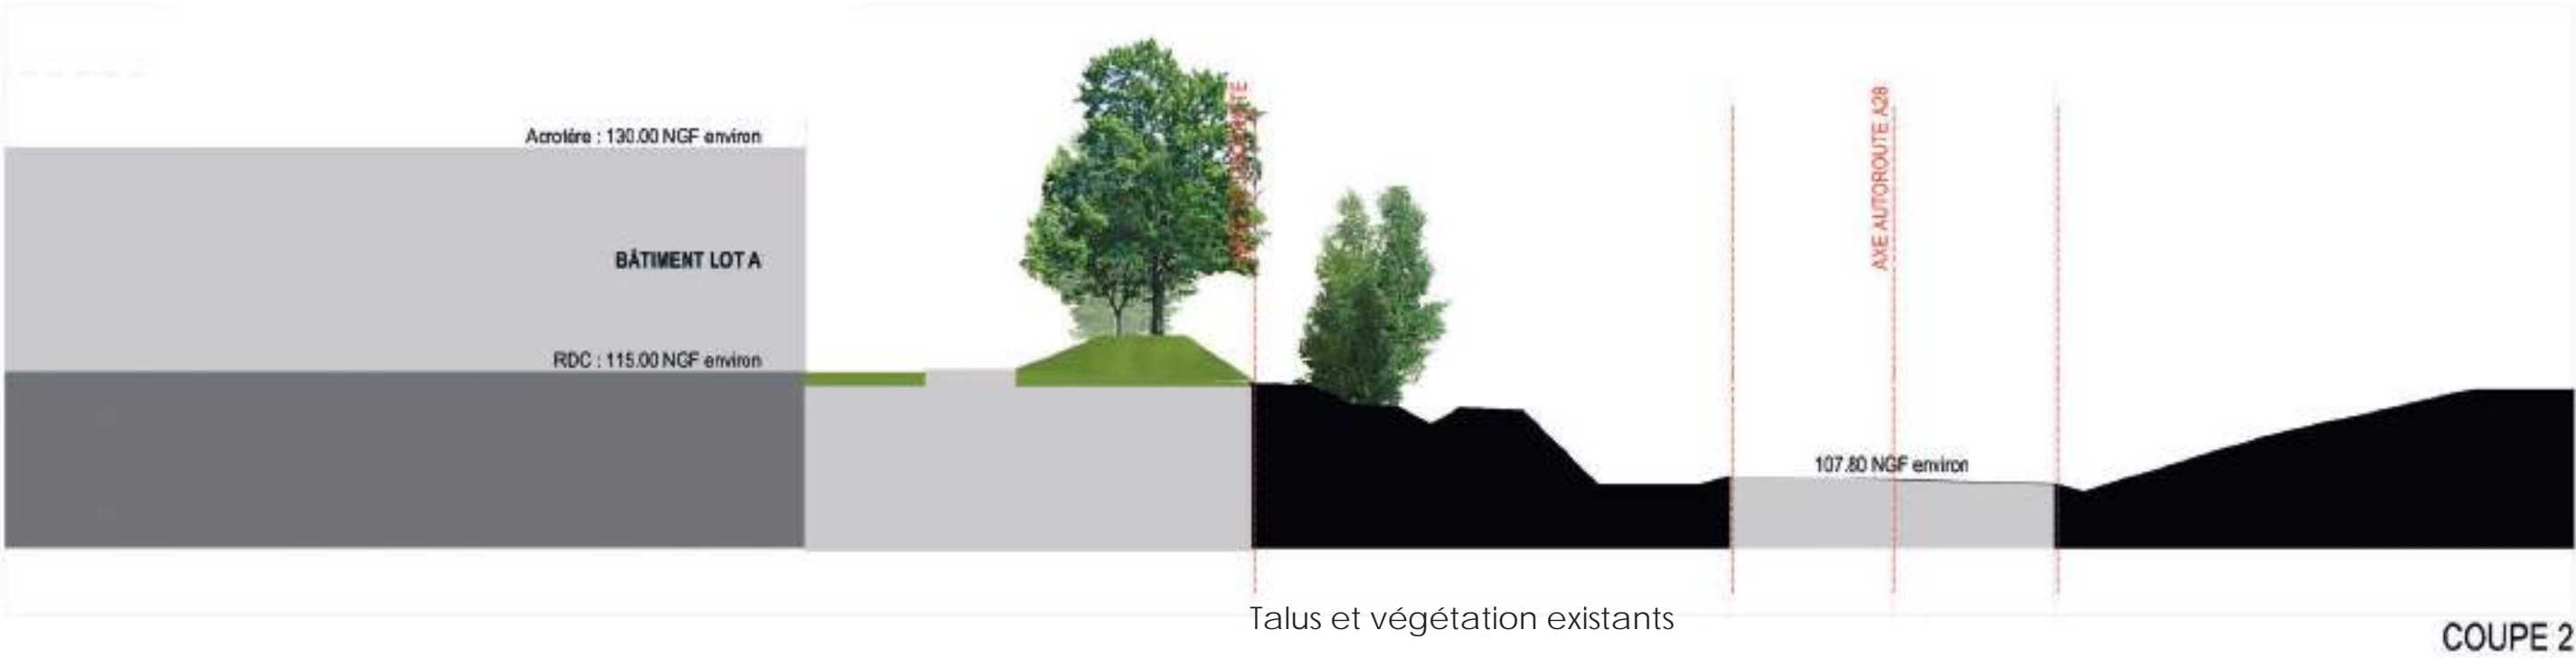 Acrotère : 130.00 NGF environ
BÂTIMENT LOT A
RDC : 115.00 NGF environ
AXE AUTOROUTE A28
107.80 NGF environ
Talus et végétation existants
COUPE 2